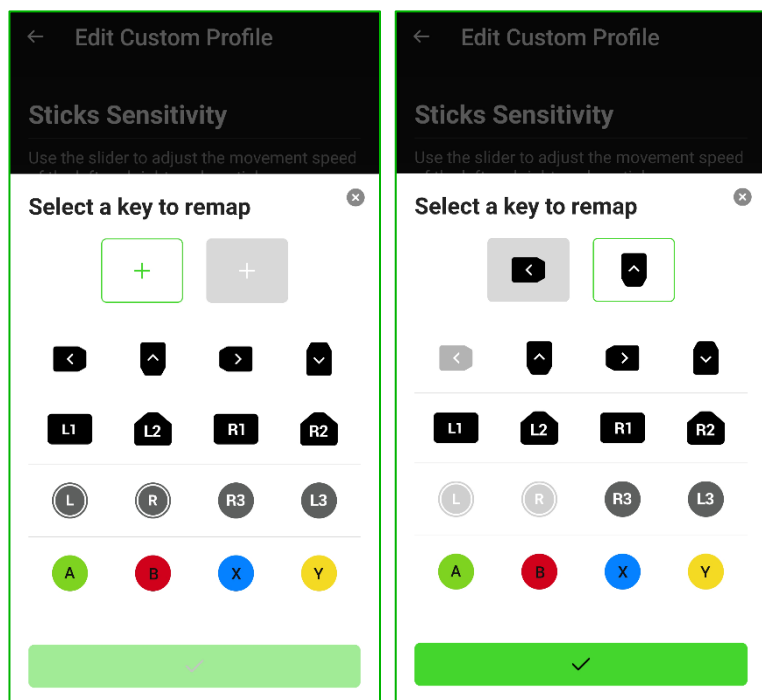 Edit Custom Profile
Sticks Sensitivity
Use the slider to adjust the movement speed
Select a key to remap
L1 L2 R1 R2
L R R3 L3
A B X Y
Edit Custom Profile
Sticks Sensitivity
Use the slider to adjust the movement speed
Select a key to remap
L1 L2 R1 R2
L R R3 L3
A B X Y